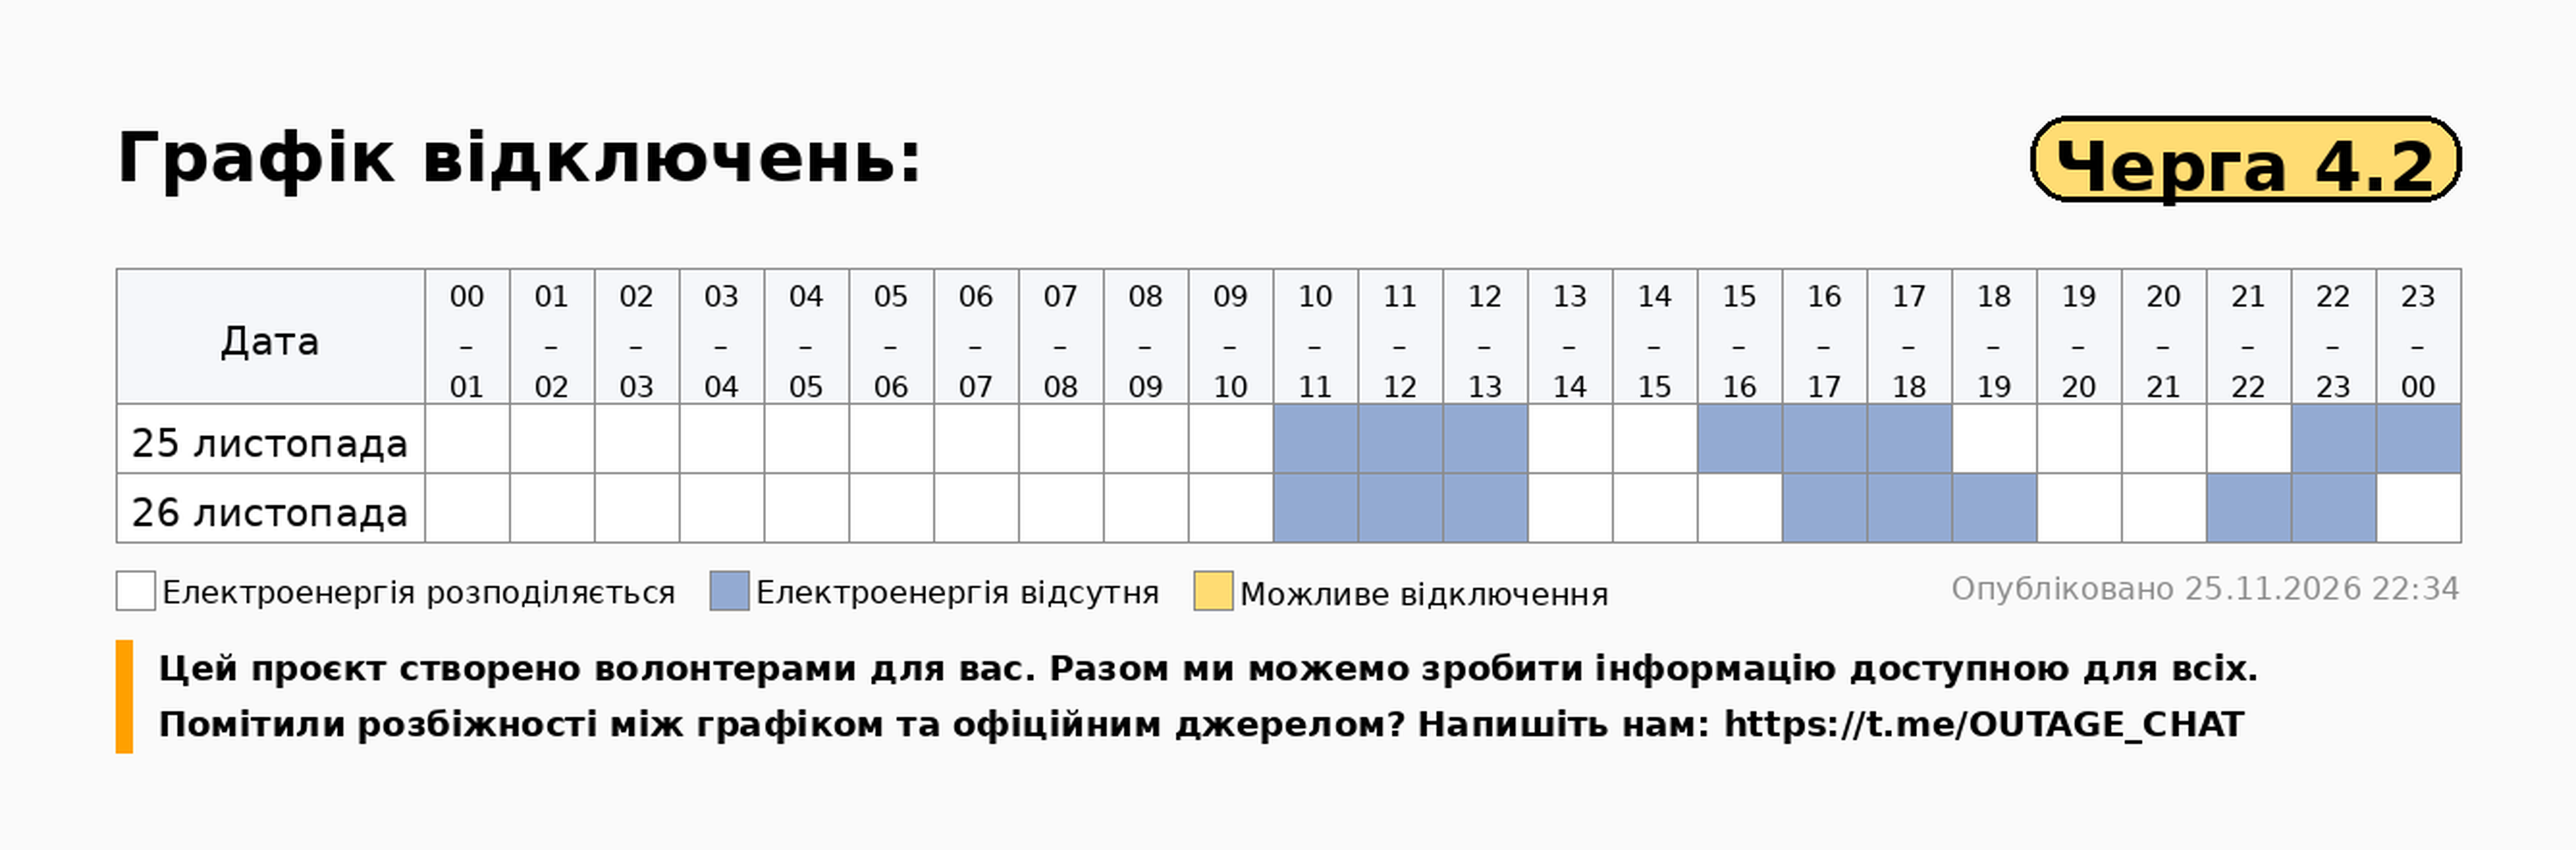 Графік відключень:
Черга 4.2
Дата 00 – 01 01 – 02 02 – 03 03 – 04 04 – 05 05 – 06 06 – 07 07 – 08 08 – 09 09 – 10 10 – 11 11 – 12 12 – 13 13 – 14 14 – 15 15 – 16 16 – 17 17 – 18 18 – 19 19 – 20 20 – 21 21 – 22 22 – 23 23 – 00
25 листопада
26 листопада
Електроенергія розподіляється Електроенергія відсутня Можливе відключення Опубліковано 25.11.2026 22:34
Цей проєкт створено волонтерами для вас. Разом ми можемо зробити інформацію доступною для всіх.
Помітили розбіжності між графіком та офіційним джерелом? Напишіть нам: https://t.me/OUTAGE_CHAT